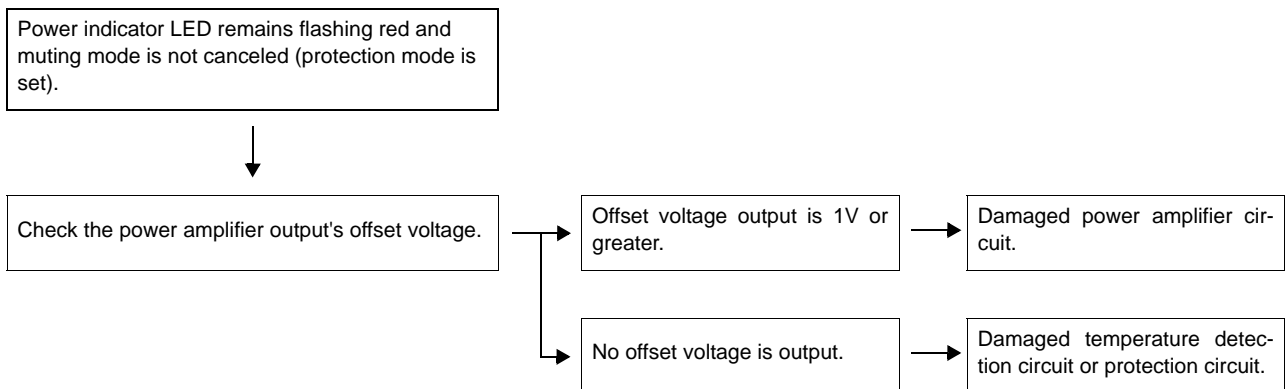 Power indicator LED remains flashing red and
muting mode is not canceled (protection mode is
set).
Check the power amplifier output's offset voltage.
Offset voltage output is 1V or
greater.
Damaged power amplifier cir-
cuit.
No offset voltage is output.
Damaged temperature detec-
tion circuit or protection circuit.